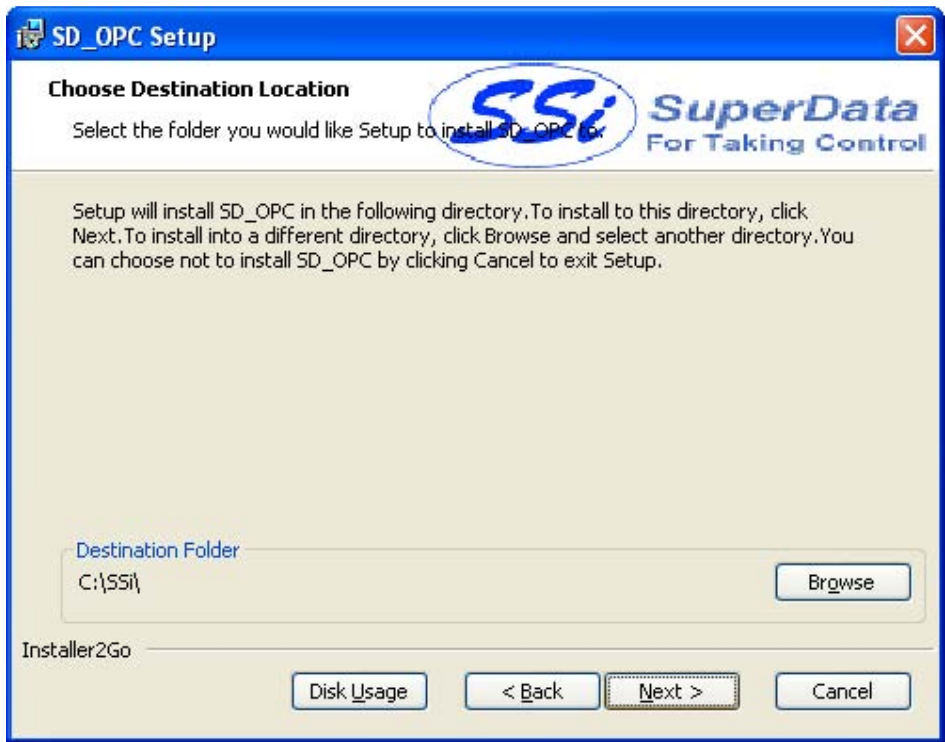 SD_OPC Setup
Choose Destination Location
Select the folder you would like Setup to install SD_OPC to.
SSi
SuperData
For Taking Control
Setup will install SD_OPC in the following directory.To install to this directory, click
Next.To install into a different directory, click Browse and select another directory.You
can choose not to install SD_OPC by clicking Cancel to exit Setup.
Destination Folder
C:\SSi\
Browse
Installer2Go
Disk Usage
< Back
Next >
Cancel